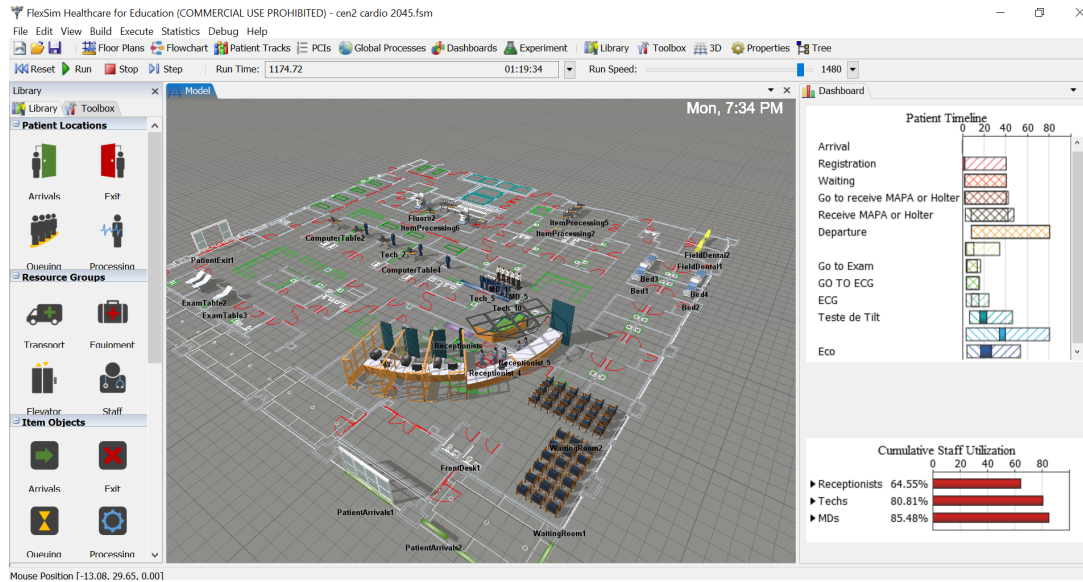 FlexSim Healthcare for Education (COMMERCIAL USE PROHIBITED) - cen2 cardio 2045.fsm
File Edit View Build Execute Statistics Debug Help
Floor Plans Flowchart Patient Tracks PCIs Global Processes Dashboards Experiment Library Toolbox 3D Properties Tree
Reset Run Stop Step Run Time: 1174.72 01:19:34 Run Speed: 1480
Library
Library Toolbox
Patient Locations
Arrivals Exit
Queuing Processing
Resource Groups
Transport Equipment
Elevator Staff
Item Objects
Arrivals Exit
Queuing Processing
Model
Mon, 7:34 PM
Fluoro2
ItemProcessing6
ItemProcessing5
ItemProcessing2
ComputerTable2
Tech_2
ComputerTable4
PatientExit1
ExamTable2
ExamTable3
FieldDental2
FieldDental1
Bed3
Bed1
Bed4
Bed2
MD_5
Tech_5
Tech_10
Receptionists
Receptionist_5
Receptionist_4
WaitingRoom2
FrontDesk1
PatientArrivals1
WaitingRoom1
PatientArrivals2
Dashboard
Patient Timeline
0 20 40 60 80
Arrival
Registration
Waiting
Go to receive MAPA or Holter
Receive MAPA or Holter
Departure
Go to Exam
GO TO ECG
ECG
Teste de Tilt
Eco
Cumulative Staff Utilization
0 20 40 60 80
Receptionists 64.55%
Techs 80.81%
MDs 85.48%
Mouse Position [-13.08, 29.65, 0.00]